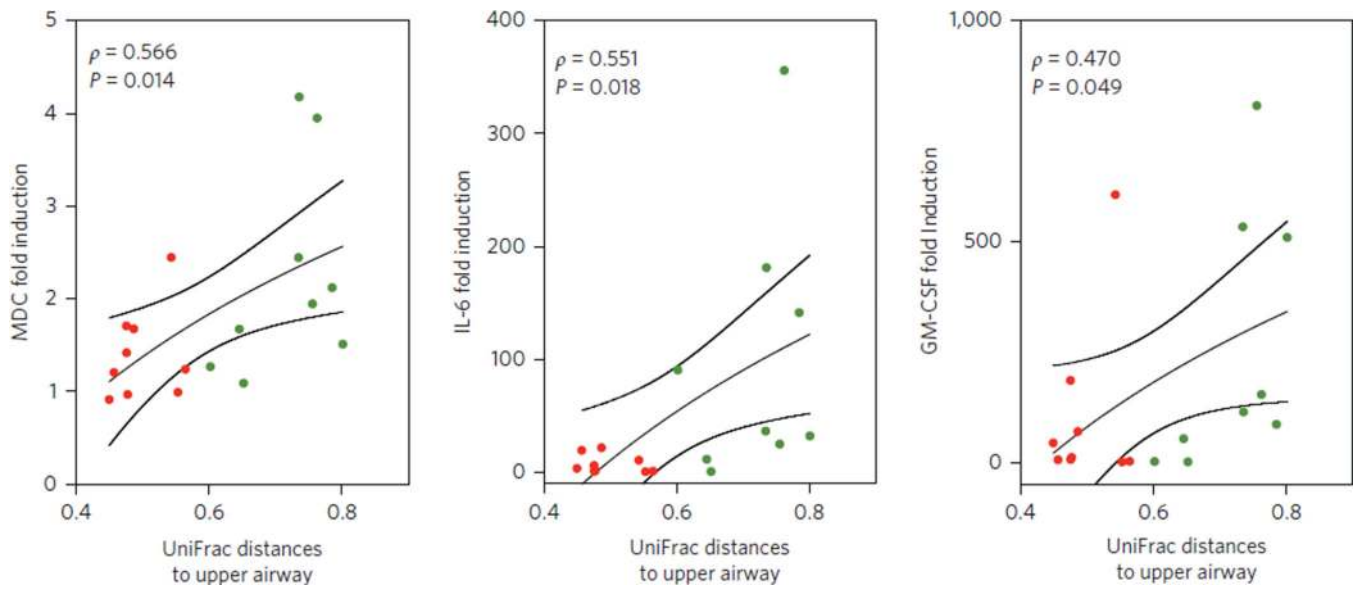 5
4
3
2
1
0
MDC fold induction
ρ = 0.566
P = 0.014
0.4
0.6
0.8
UniFrac distances
to upper airway
400
300
200
100
0
IL-6 fold induction
ρ = 0.551
P = 0.018
0.4
0.6
0.8
UniFrac distances
to upper airway
1,000
500
0
GM-CSF fold Induction
ρ = 0.470
P = 0.049
0.4
0.6
0.8
UniFrac distances
to upper airway